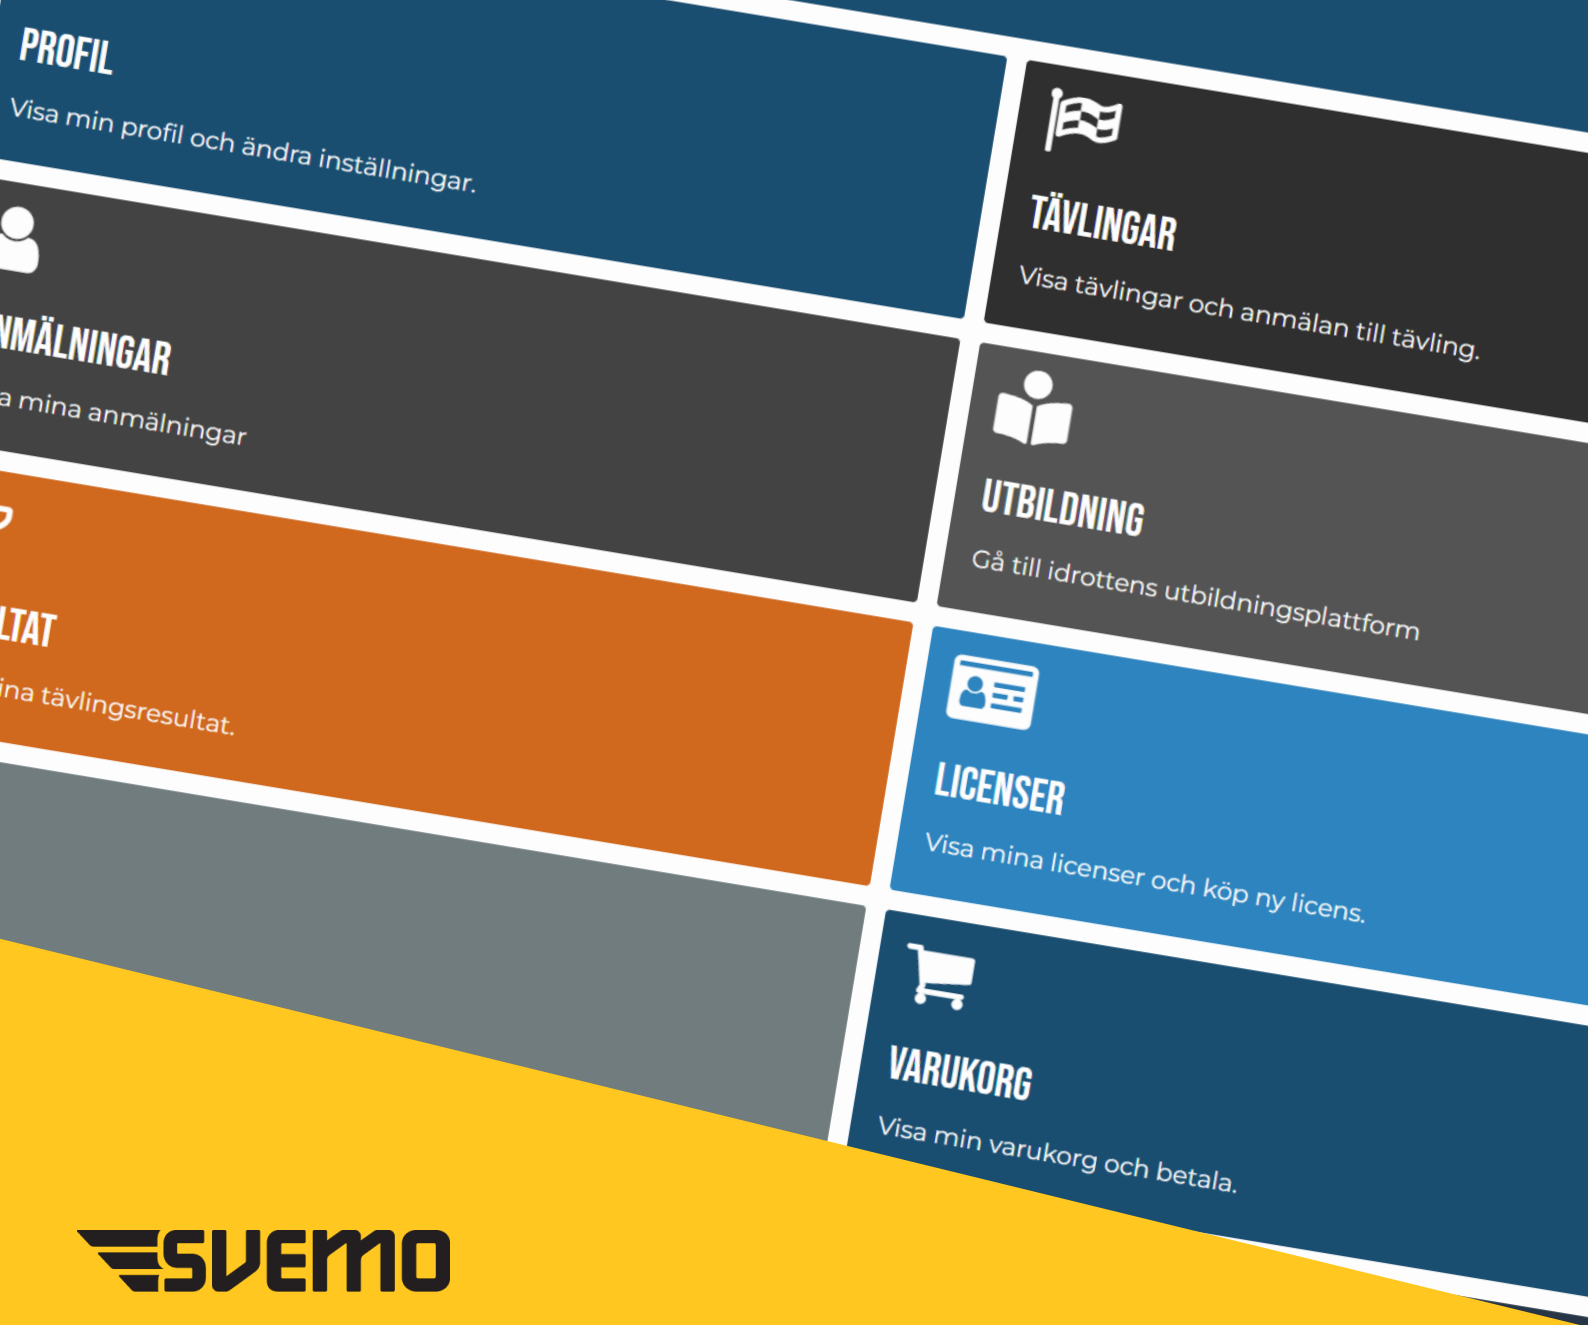 PROFIL
Visa min profil och ändra inställningar.
NMÄLNINGAR
a mina anmälningar
LTAT
ina tävlingsresultat.
TÄVLINGAR
Visa tävlingar och anmälan till tävling.
UTBILDNING
Gå till idrottens utbildningsplattform
LICENSER
Visa mina licenser och köp ny licens.
VARUKORG
Visa min varukorg och betala.
SVEMO